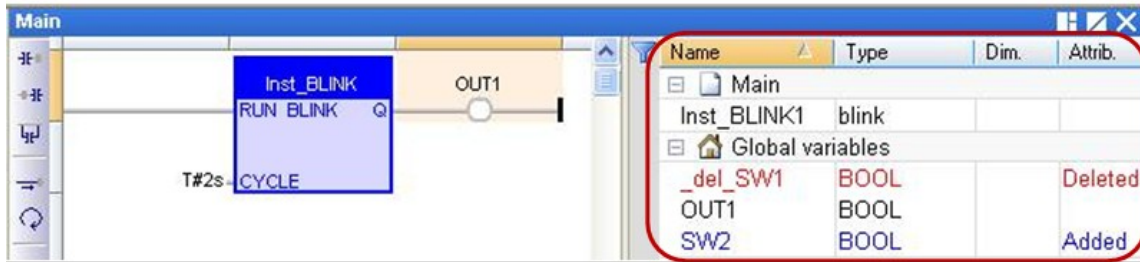 Main
Inst_BLINK
OUT1
RUN BLINK Q
T#2s CYCLE
Name Type Dim. Attrib.
Main
Inst_BLINK1 blink
Global variables
_del_SW1 BOOL Deleted
OUT1 BOOL
SW2 BOOL Added